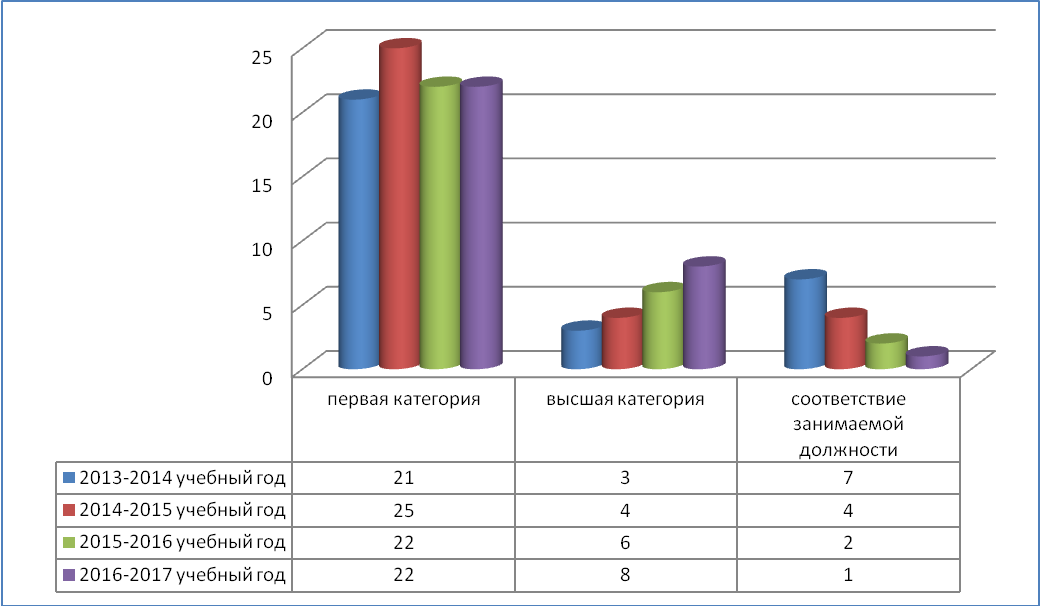 25
20
15
10
5
0
первая категория
высшая категория
соответствие
занимаемой
должности
2013-2014 учебный год 21 3 7
2014-2015 учебный год 25 4 4
2015-2016 учебный год 22 6 2
2016-2017 учебный год 22 8 1